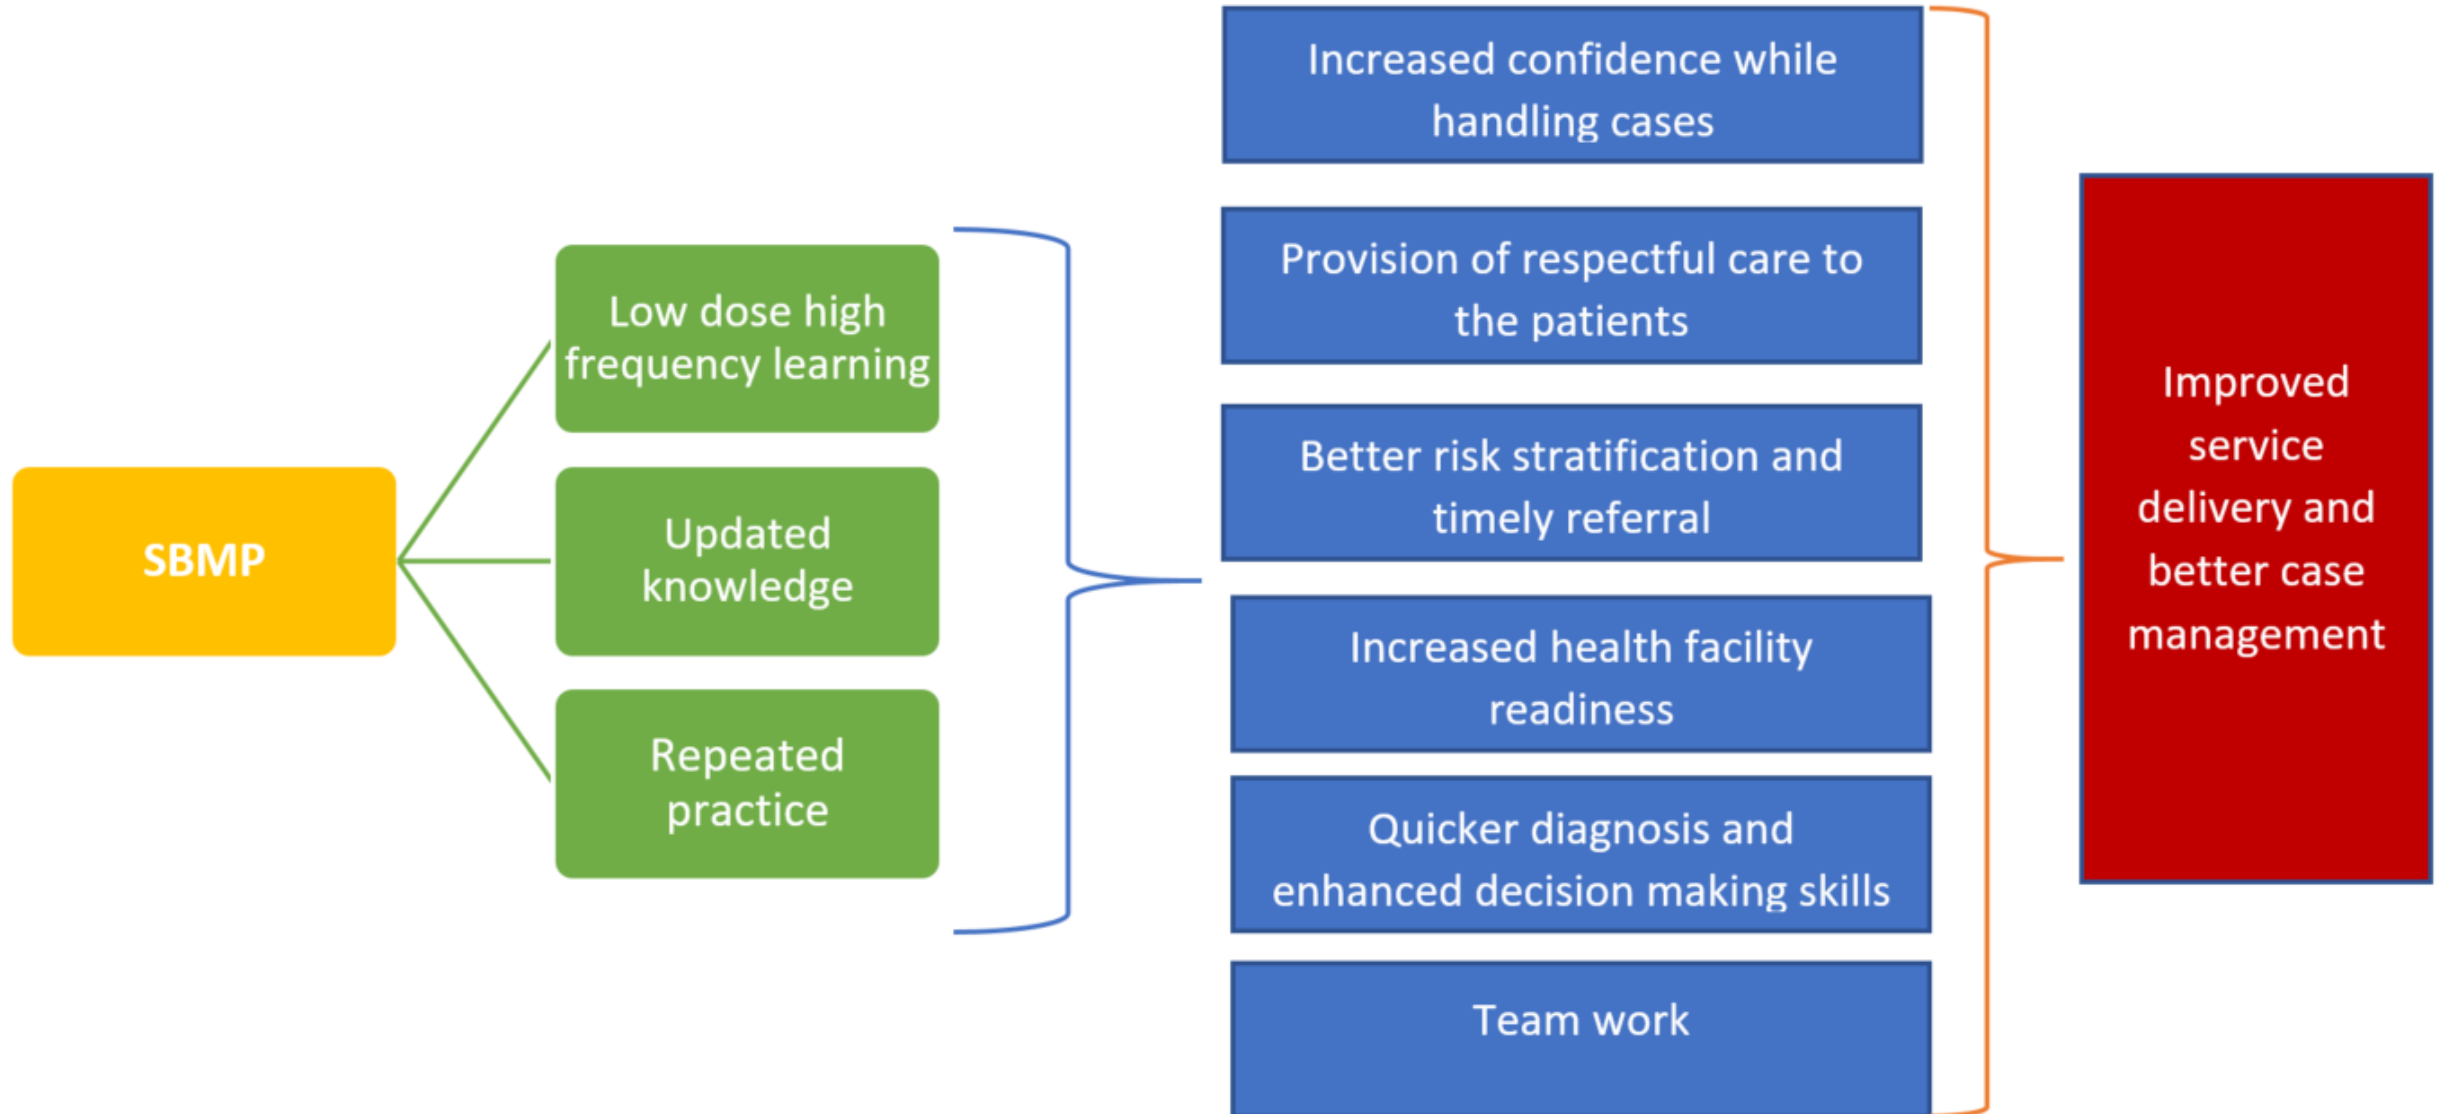 SBMP
Low dose high
frequency learning
Updated
knowledge
Repeated
practice
Increased confidence while
handling cases
Provision of respectful care to
the patients
Better risk stratification and
timely referral
Increased health facility
readiness
Quicker diagnosis and
enhanced decision making skills
Team work
Improved
service
delivery and
better case
management